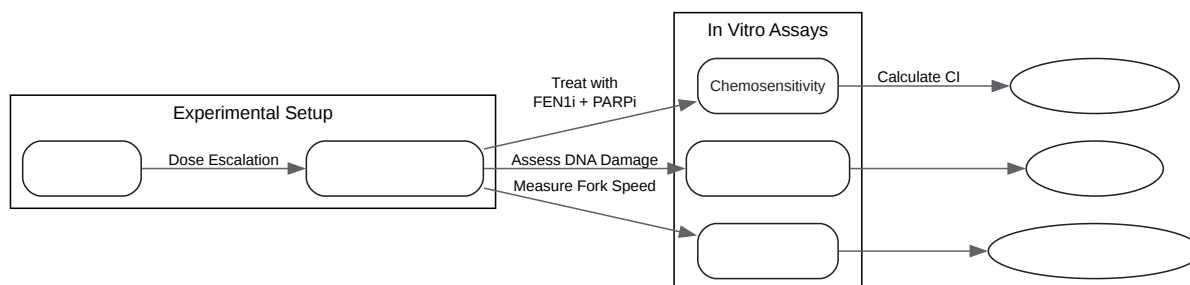 In Vitro Assays
Treat with
FEN1i + PARPi
Chemosensitivity
Calculate CI
Experimental Setup
Dose Escalation
Assess DNA Damage
Measure Fork Speed